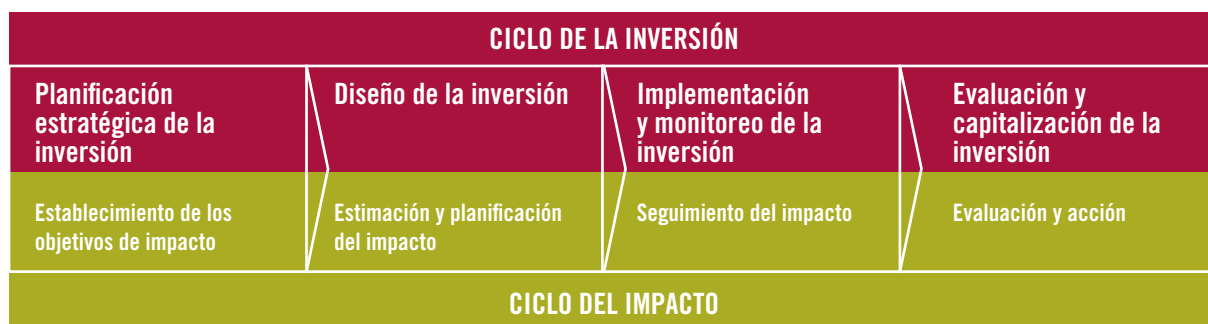 CICLO DE LA INVERSIÓN
Planificación
estratégica de la
inversión
Diseño de la inversión
Implementación
y monitoreo de la
inversión
Evaluación y
capitalización de la
inversión
Establecimiento de los
objetivos de impacto
Estimación y planificación
del impacto
Seguimiento del impacto
Evaluación y acción
CICLO DEL IMPACTO